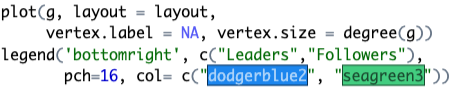 plot(g, layout = layout,
vertex.label = NA, vertex.size = degree(g))
legend('bottomright', c("Leaders","Followers"),
pch=16, col= c("dodgerblue2", "seagreen3"))